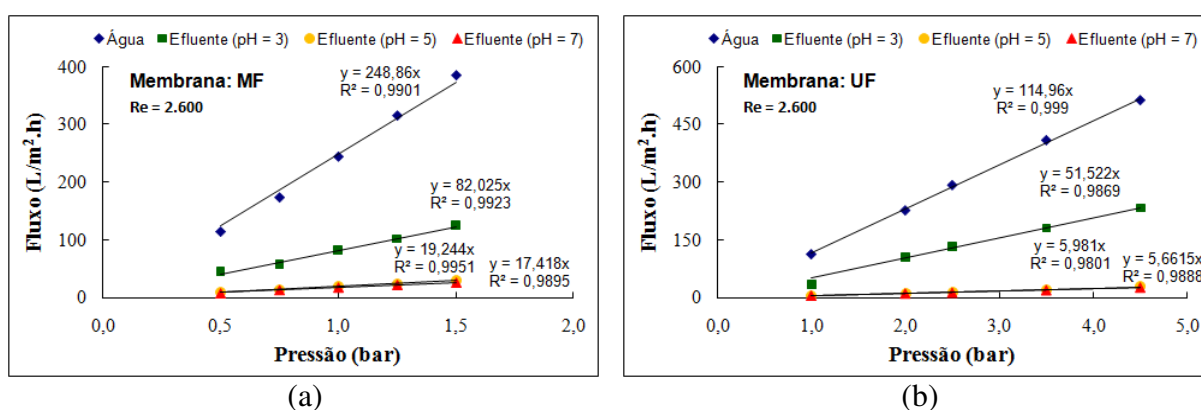 Água Efluente (pH = 3) Efluente (pH = 5) Efluente (pH = 7)
400
300
200
100
0
Fluxo (L/m².h)
Membrana: MF
Re = 2.600
y = 248,86x
R² = 0,9901
y = 82,025x
R² = 0,9923
19,244x
R² = 0,9951
17,418x
R² = 0,9895
0,0 0,5 1,0 1,5 2,0
Pressão (bar)
(a)
Água Efluente (pH = 3) Efluente (pH = 5) Efluente (pH = 7)
600
450
300
150
0
Fluxo (L/m².h)
Membrana: UF
Re = 2.600
y = 114,96x
R² = 0,999
y = 51,522x
R² = 0,9869
y = 5,981x
R² = 0,9801
y = 5,6615x
R² = 0,9888
0,0 1,0 2,0 3,0 4,0 5,0
Pressão (bar)
(b)